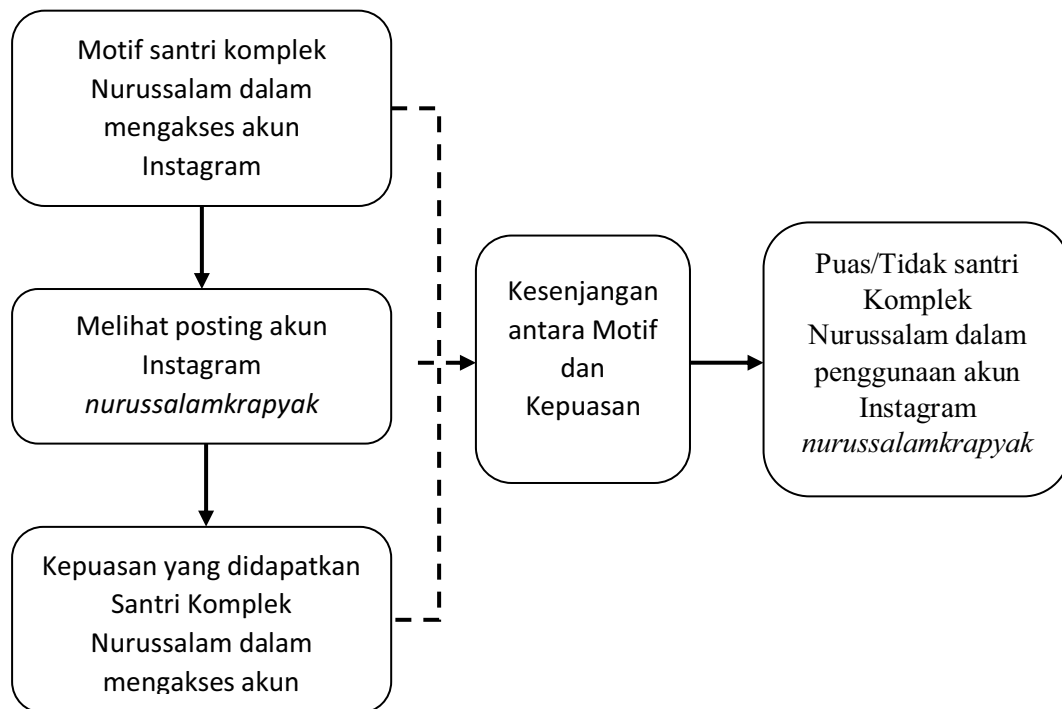 Motif santri komplek
Nurussalam dalam
mengakses akun
Instagram
Melihat posting akun
Instagram
nurussalamkrapyak
Kepuasan yang didapatkan
Santri Komplek
Nurussalam dalam
mengakses akun
Kesenjangan
antara Motif
dan
Kepuasan
Puas/Tidak santri
Komplek
Nurussalam dalam
penggunaan akun
Instagram
nurussalamkrapyak